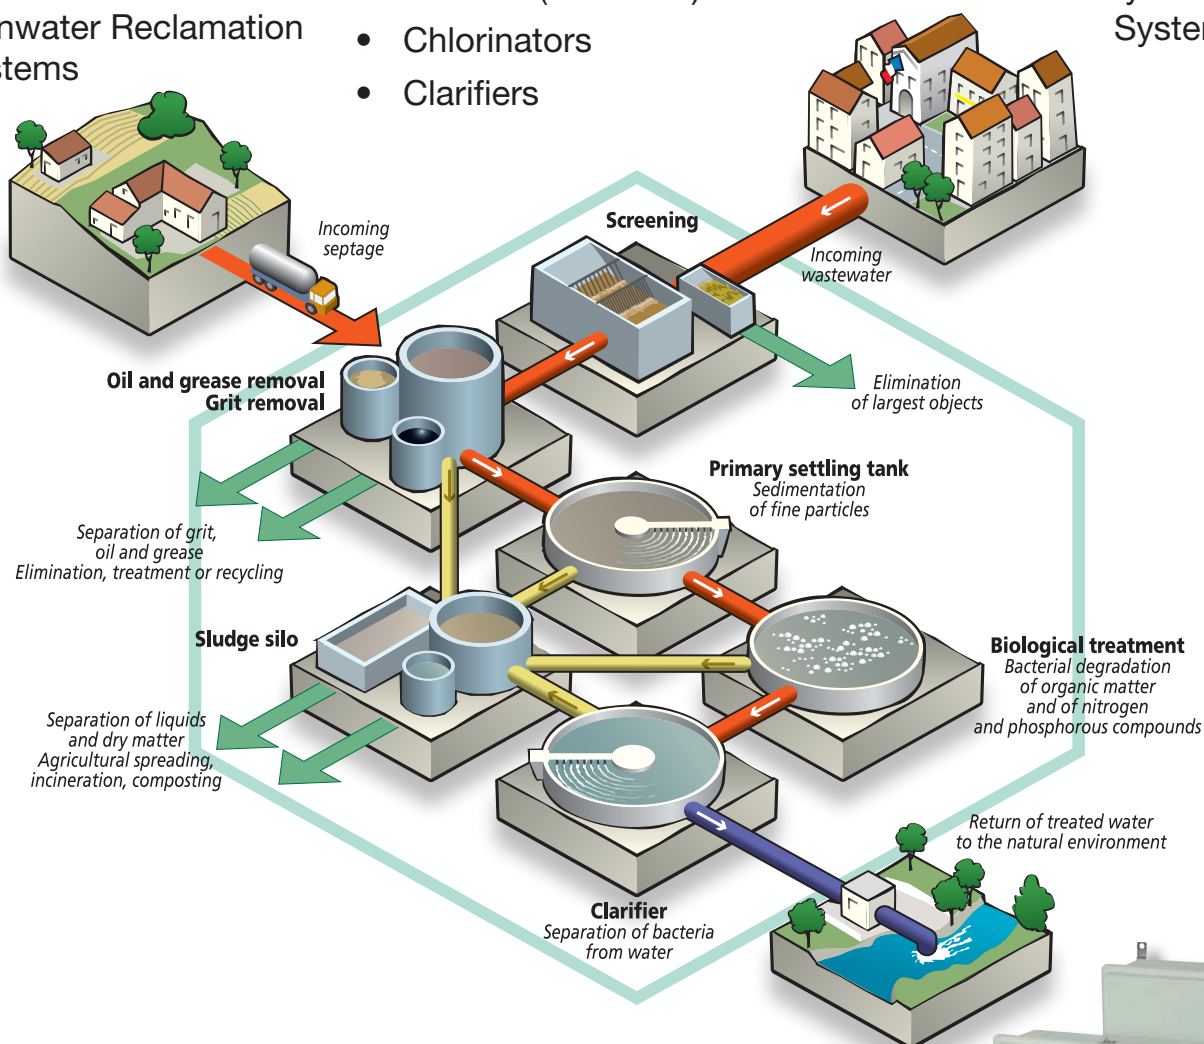 Reclamation
• Chlorinators
• Clarifiers
Incoming
septage
Screening
Incoming
wastewater
Oil and grease removal
Grit removal
Elimination
of largest objects
Primary settling tank
Sedimentation
of fine particles
Separation of grit,
oil and grease
Elimination, treatment or recycling
Sludge silo
Biological treatment
Bacterial degradation
of organic matter
and of nitrogen
and phosphorous compounds
Separation of liquids
and dry matter
Agricultural spreading,
incineration, composting
Return of treated water
to the natural environment
Clarifier
Separation of bacteria
from water